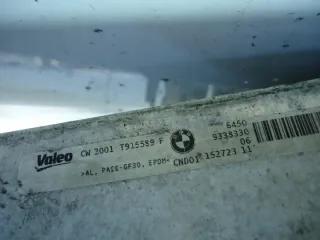 Valeo CW 2001 T915589 F
>AL, PA66-GF30, EPDM<
6450
9338330
06
CND01 152723 11